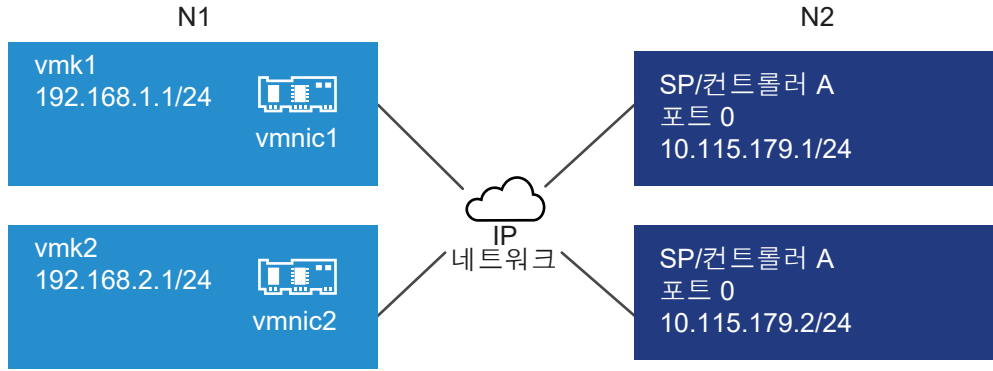 N1
N2
vmk1
192.168.1.1/24
vmnic1
SP/컨트롤러 A
포트 0
10.115.179.1/24
IP
네트워크
vmk2
192.168.2.1/24
vmnic2
SP/컨트롤러 A
포트 0
10.115.179.2/24